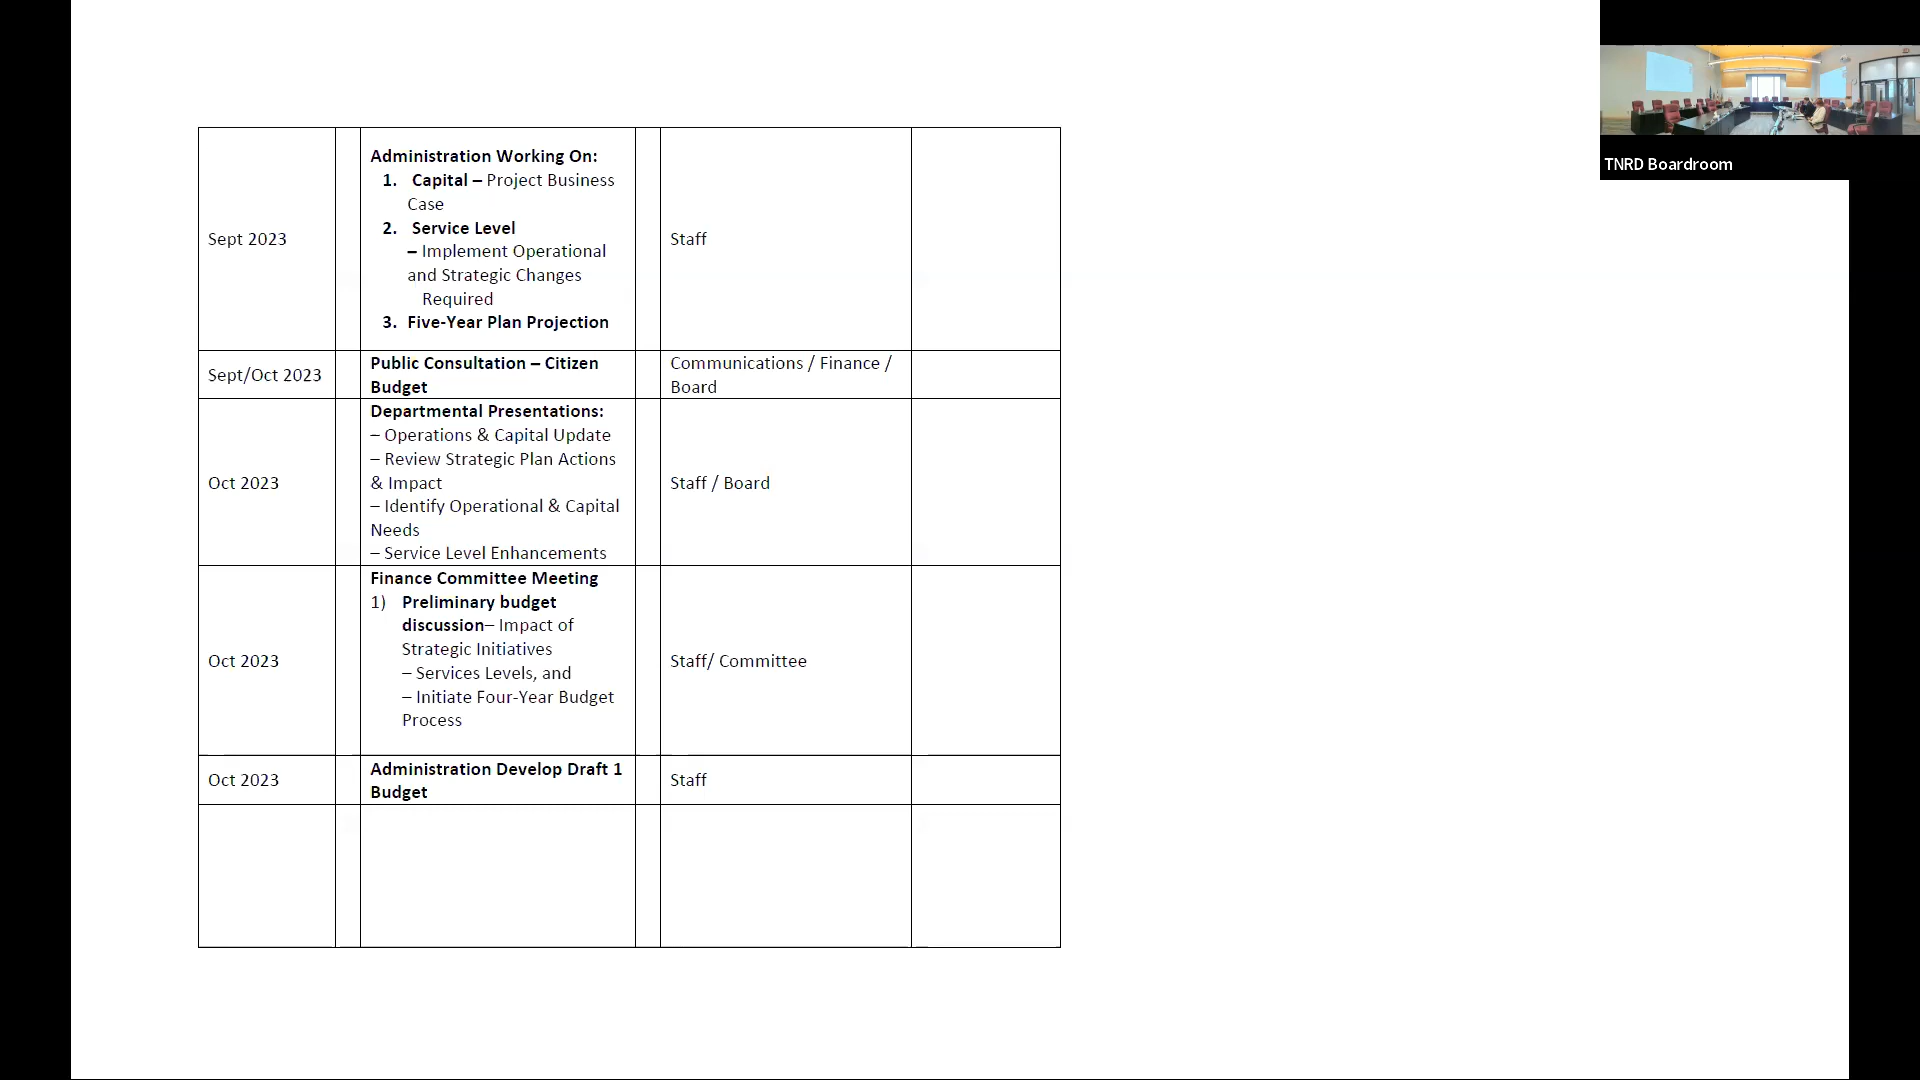 Sept 2023
Administration Working On:
1. Capital – Project Business
Case
2. Service Level
– Implement Operational
and Strategic Changes
Required
3. Five-Year Plan Projection
Staff
Sept/Oct 2023
Public Consultation – Citizen
Budget
Communications / Finance /
Board
Oct 2023
Departmental Presentations:
– Operations & Capital Update
– Review Strategic Plan Actions
& Impact
– Identify Operational & Capital
Needs
– Service Level Enhancements
Staff / Board
Oct 2023
Finance Committee Meeting
1) Preliminary budget
discussion– Impact of
Strategic Initiatives
– Services Levels, and
– Initiate Four-Year Budget
Process
Staff/ Committee
Oct 2023
Administration Develop Draft 1
Budget
Staff
TNRD Boardroom